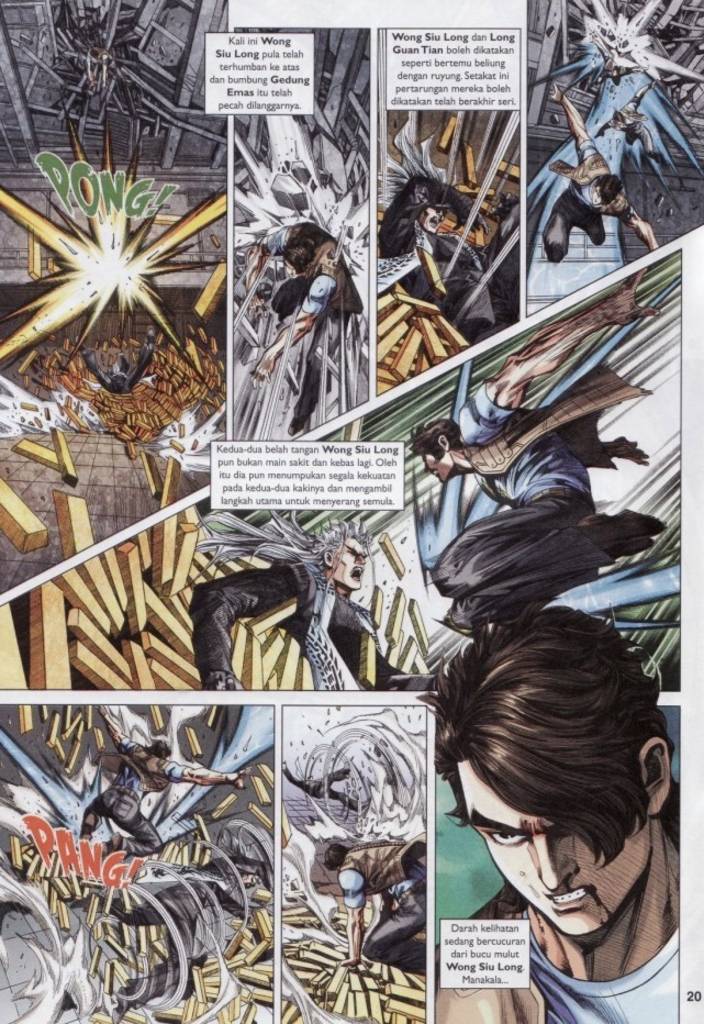 Kali ini Wong
Siu Long pula telah
terhumban ke atas
dan bumbung Gedung
Emas itu telah
pecah dilanggarnya.
Wong Siu Long dan Long
Guan Tian boleh dikatakan
seperti bertemu beliung
dengan ruyung. Setakat ini
pertarungan mereka boleh
dikatakan telah berakhir seri.
PONG!
Kedua-dua belah tangan Wong Siu Long
pun bukan main sakit dan kebas lagi. Oleh
itu dia pun menumpukan segala kekuatan
pada kedua-dua kakinya dan mengambil
langkah utama untuk menyerang semula.
PANG!
Darah kelihatan
sedang bercucuran
dari bucu mulut
Wong Siu Long.
Manakala...
20